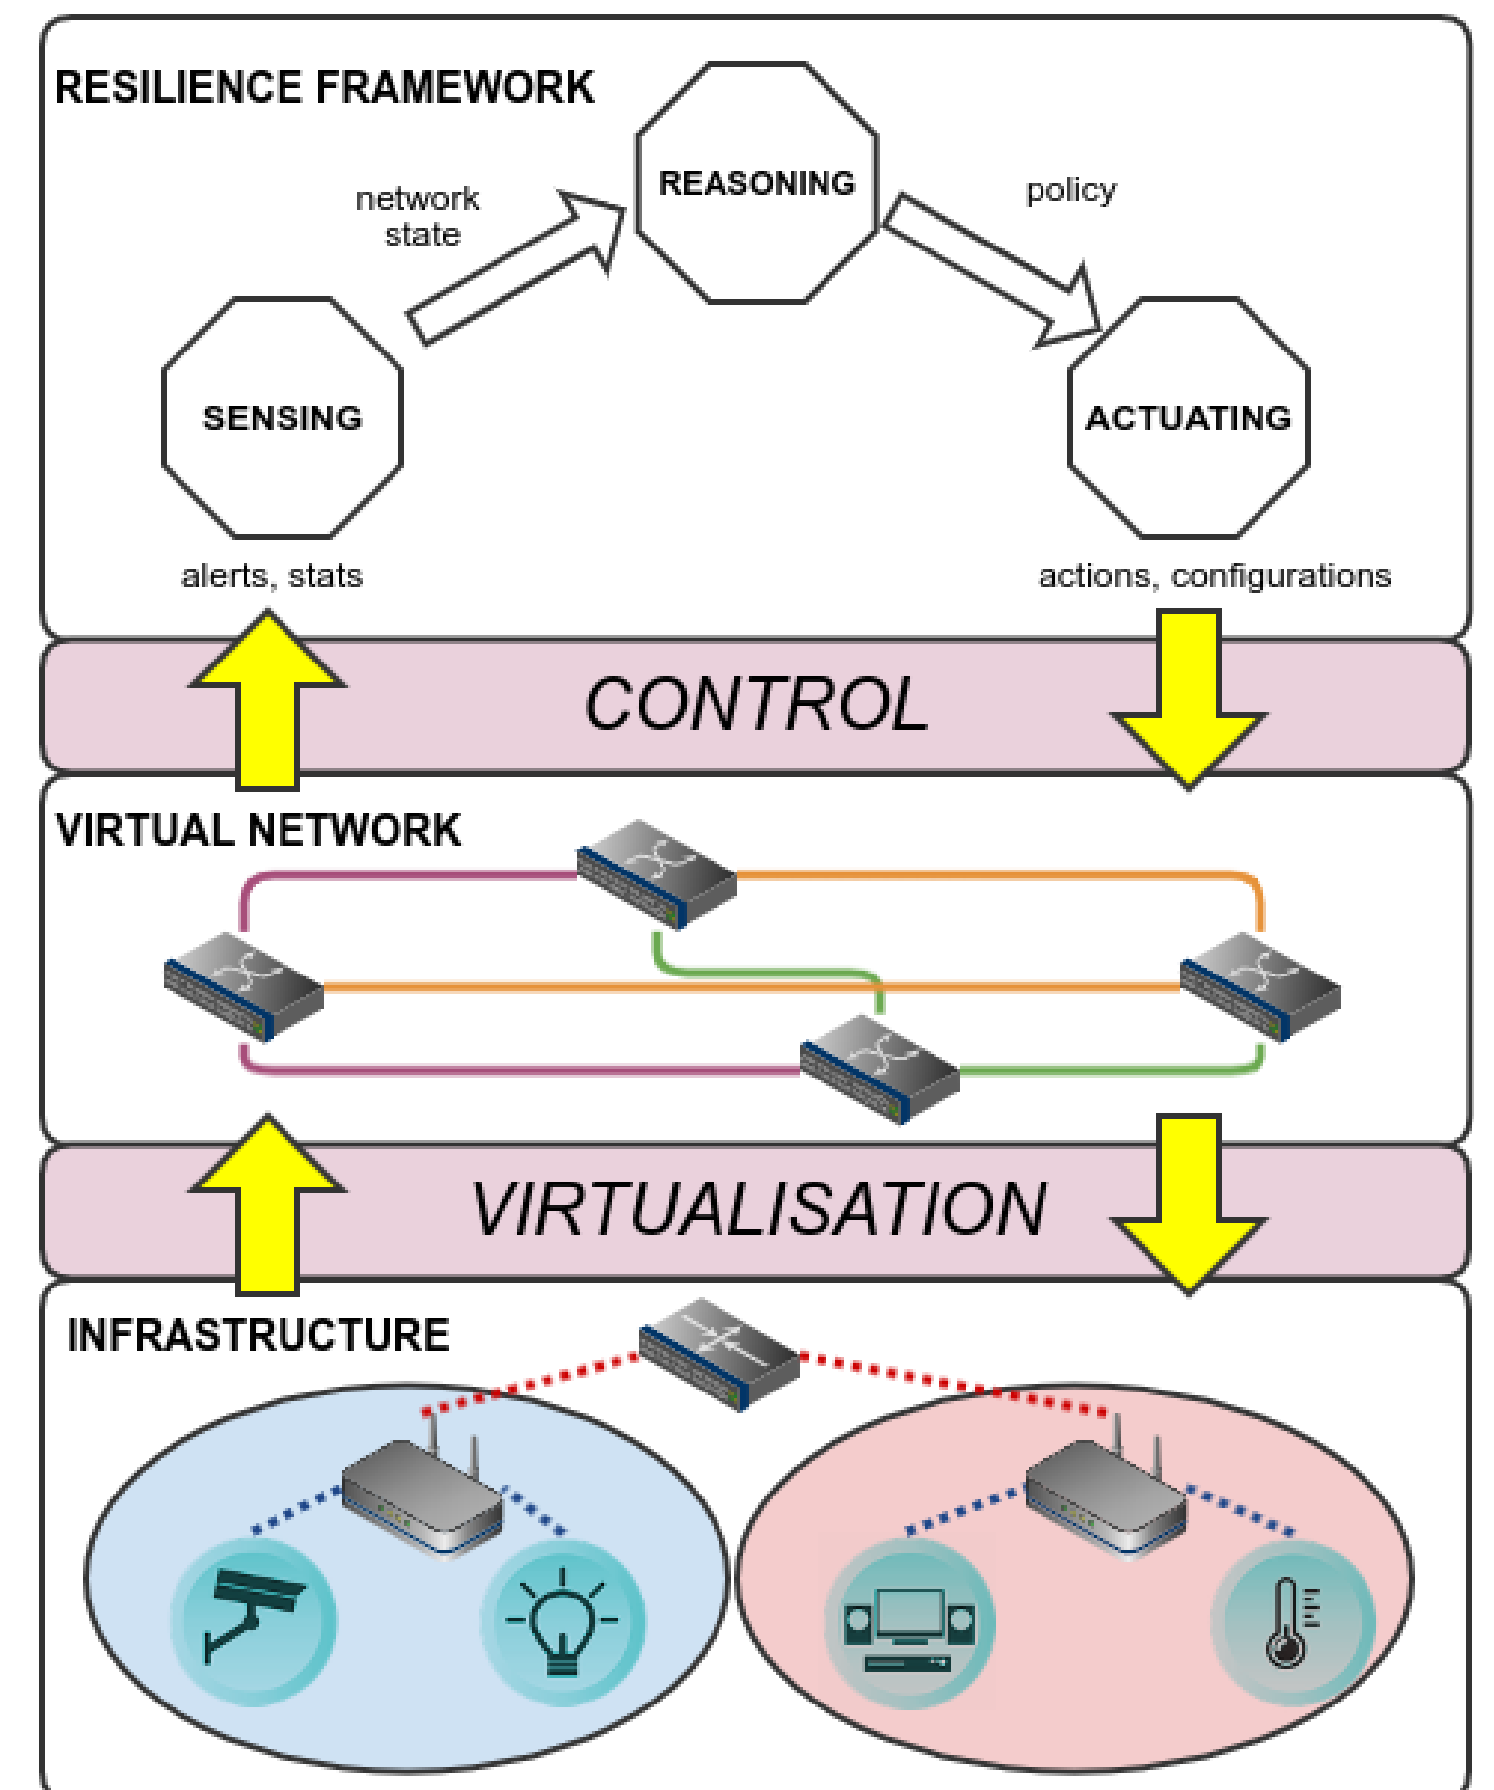 RESILIENCE FRAMEWORK
REASONING
network
state
policy
SENSING
ACTUATING
alerts, stats
actions, configurations
CONTROL
VIRTUAL NETWORK
VIRTUALISATION
INFRASTRUCTURE